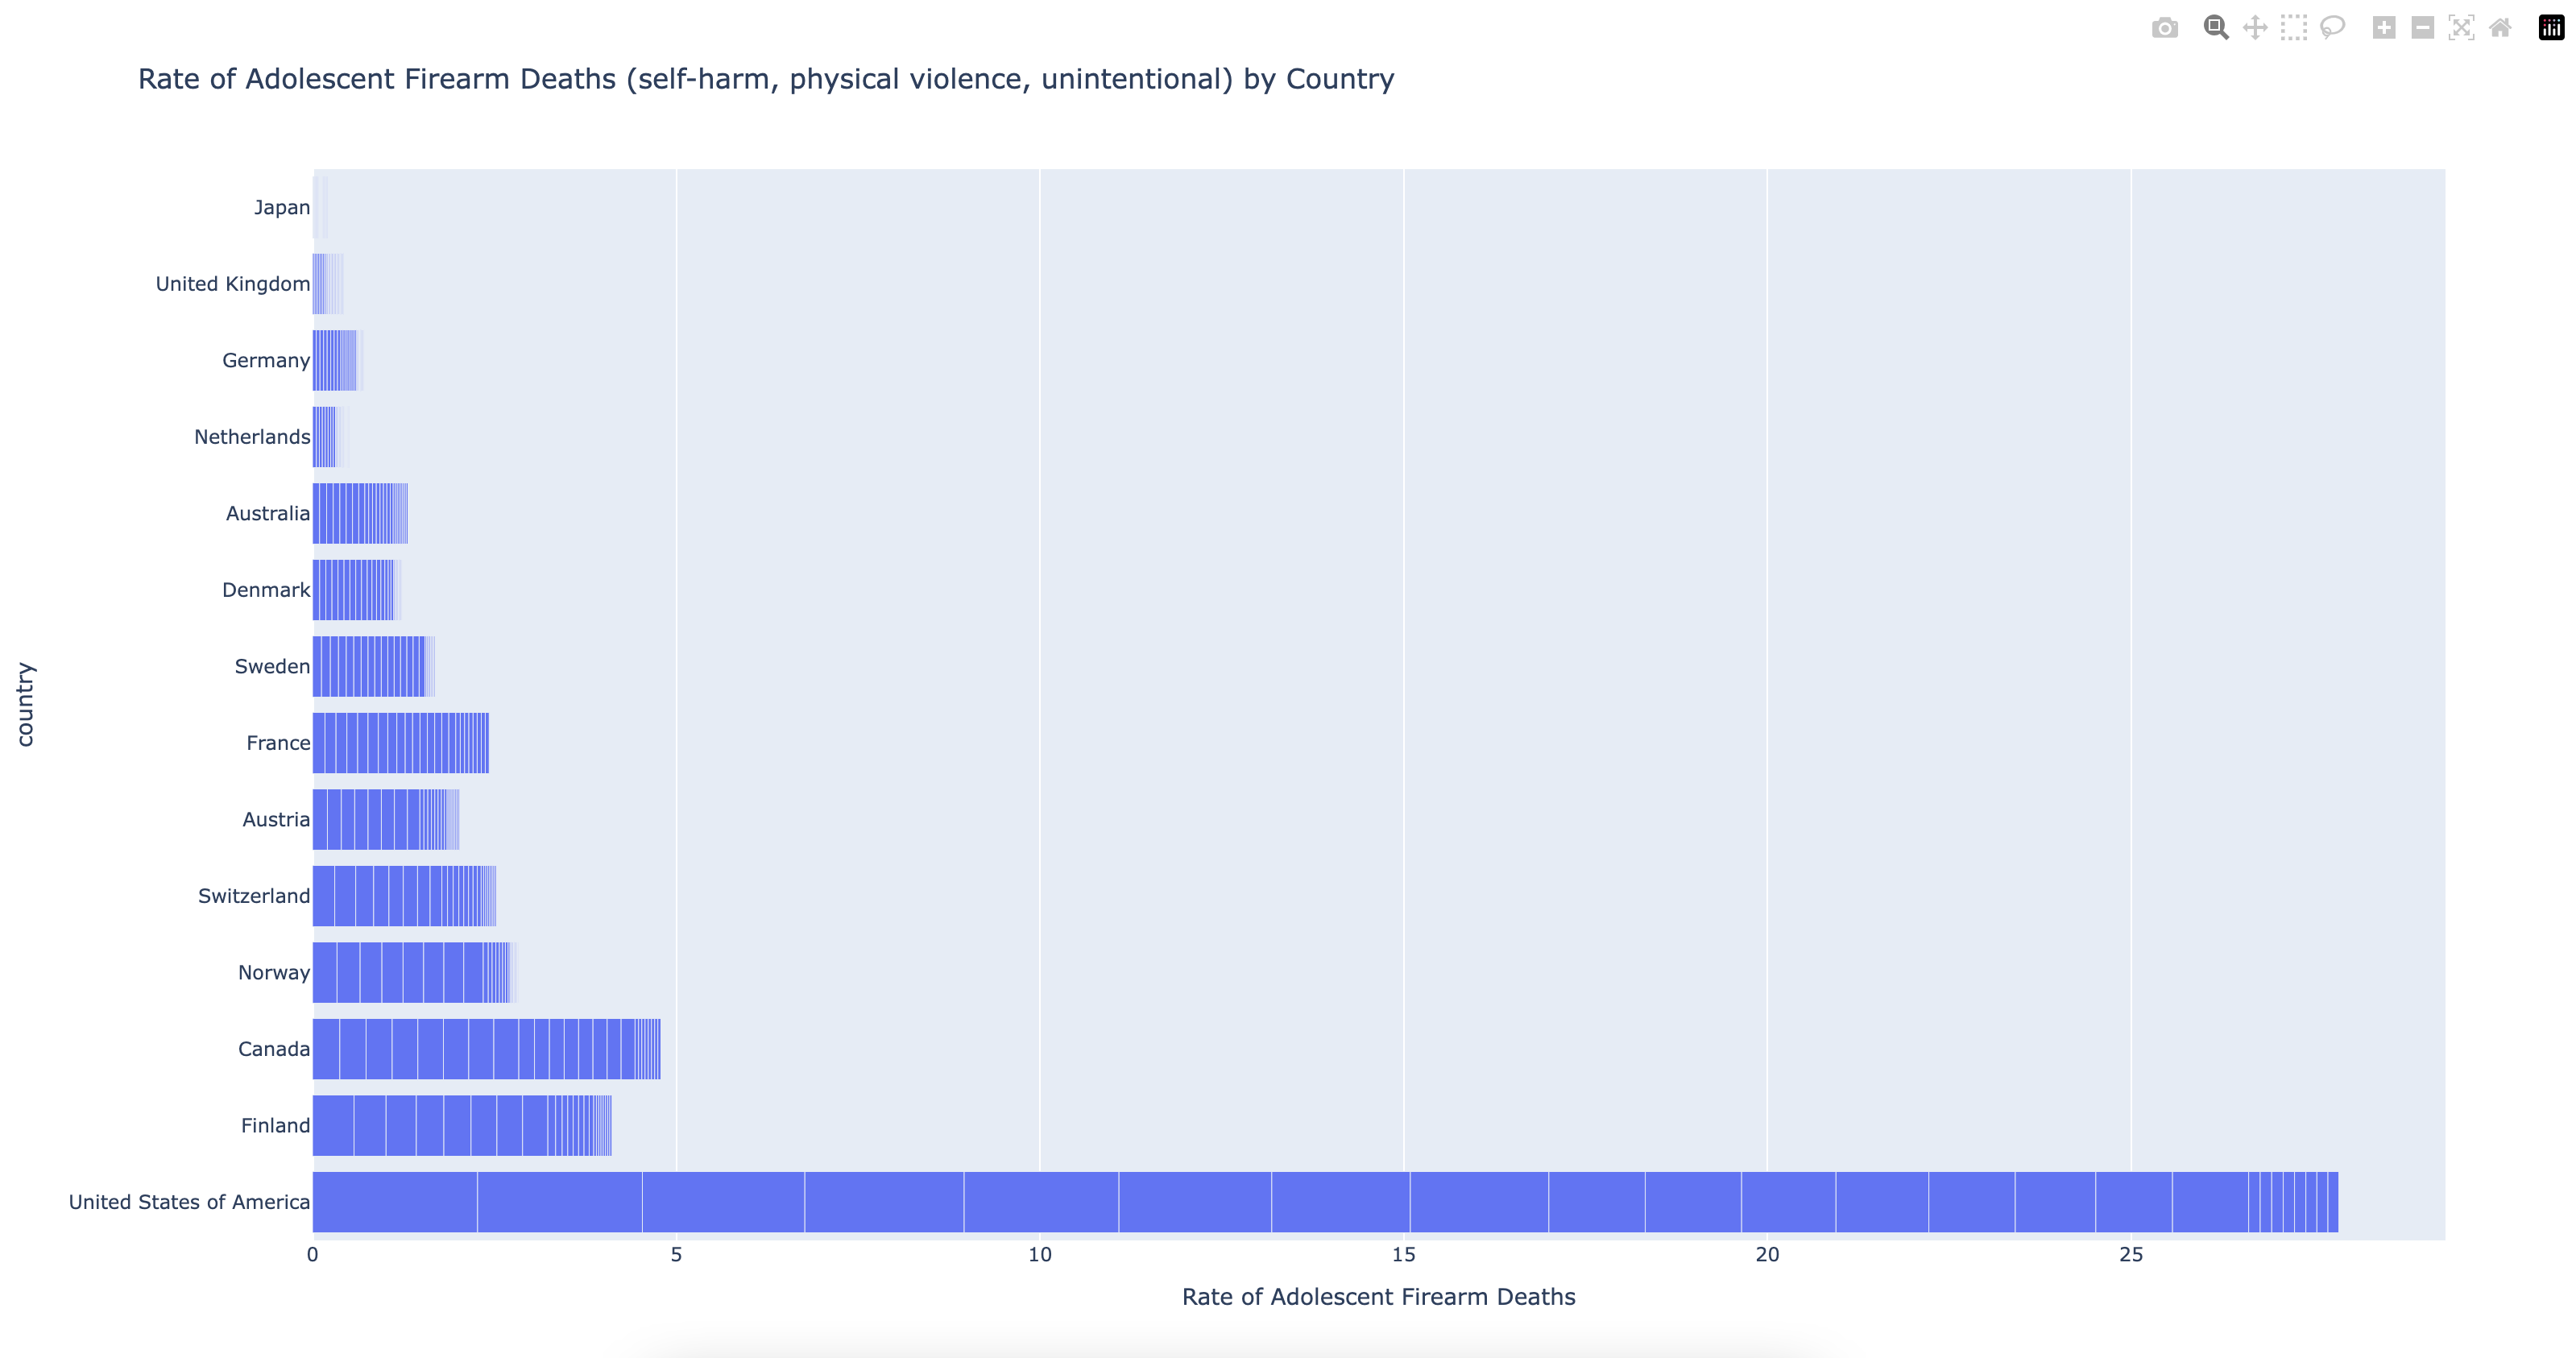 Rate of Adolescent Firearm Deaths (self-harm, physical violence, unintentional) by Country
country
Japan
United Kingdom
Germany
Netherlands
Australia
Denmark
Sweden
France
Austria
Switzerland
Norway
Canada
Finland
United States of America
0 5 10 15 20 25
Rate of Adolescent Firearm Deaths